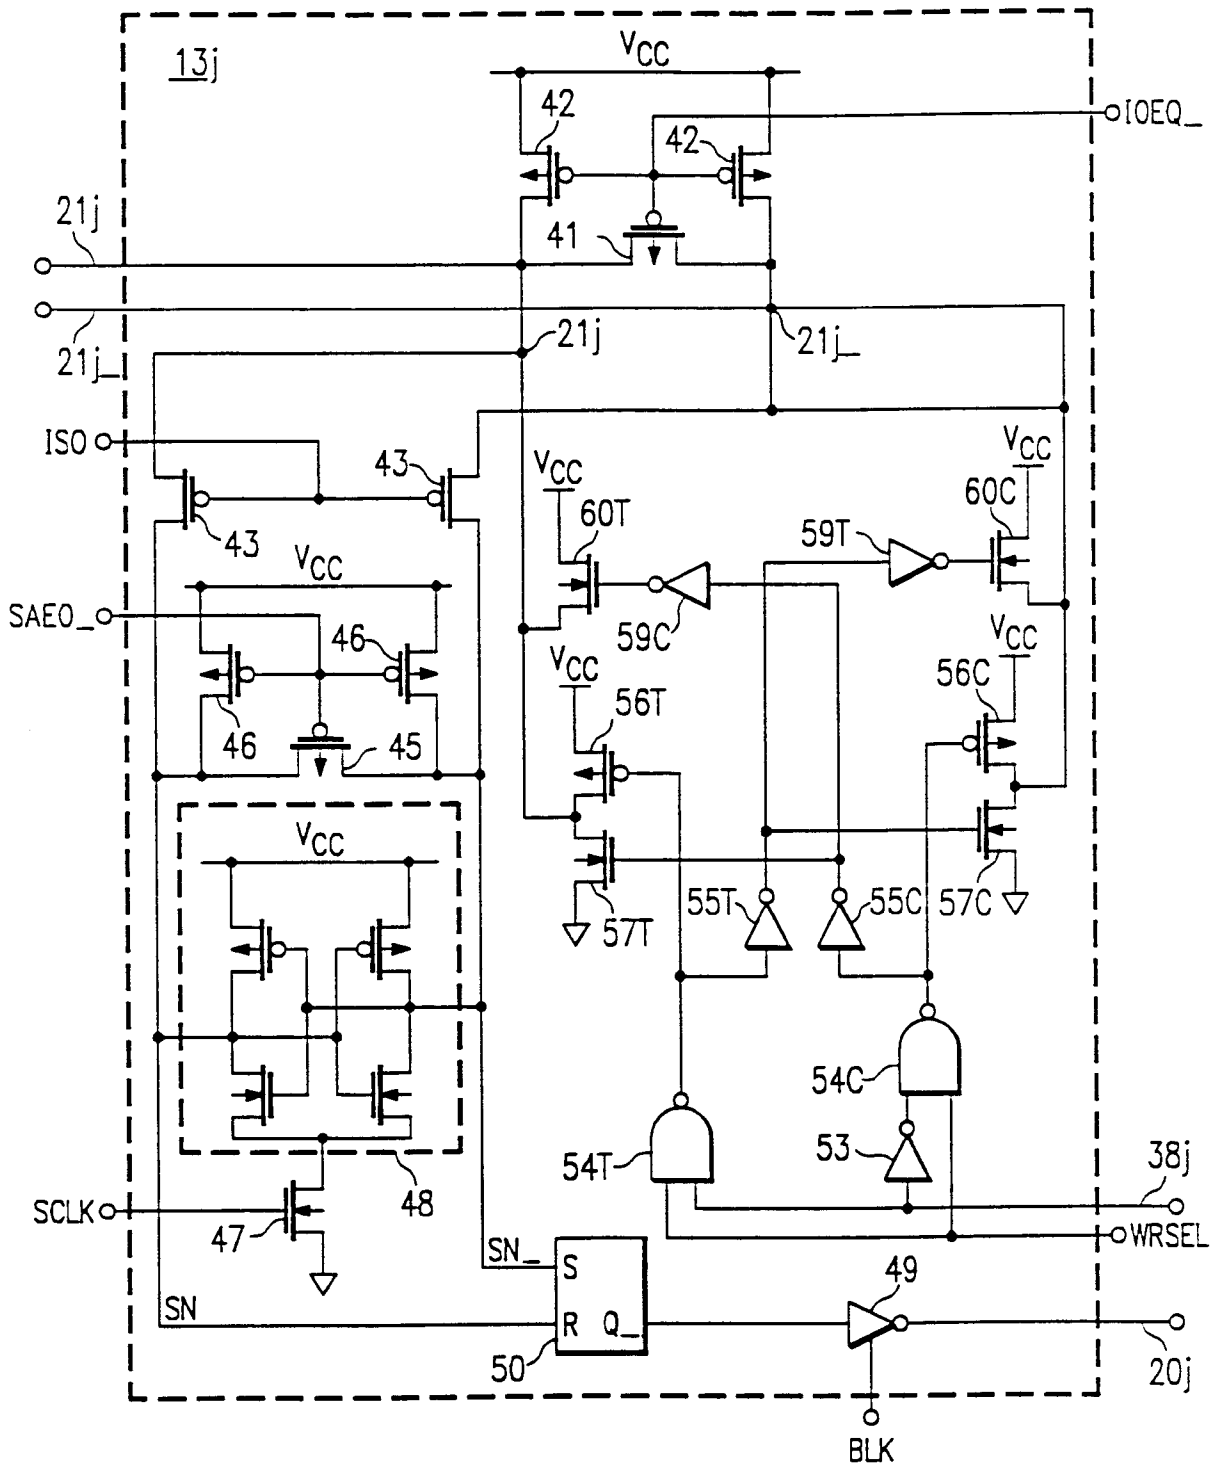 13j
VCC
42
42
IOEQ_
21j
41
21j
21j_
21j_
ISO
43
43
VCC
60T
VCC
60C
59T
VCC
SAEO_
46
59C
VCC
VCC
56C
46
45
56T
VCC
55T
55C
57C
57T
54C
53
38j
54T
48
SCLK
47
WRSEL
SN_
S
49
SN
R Q_
50
20j
BLK